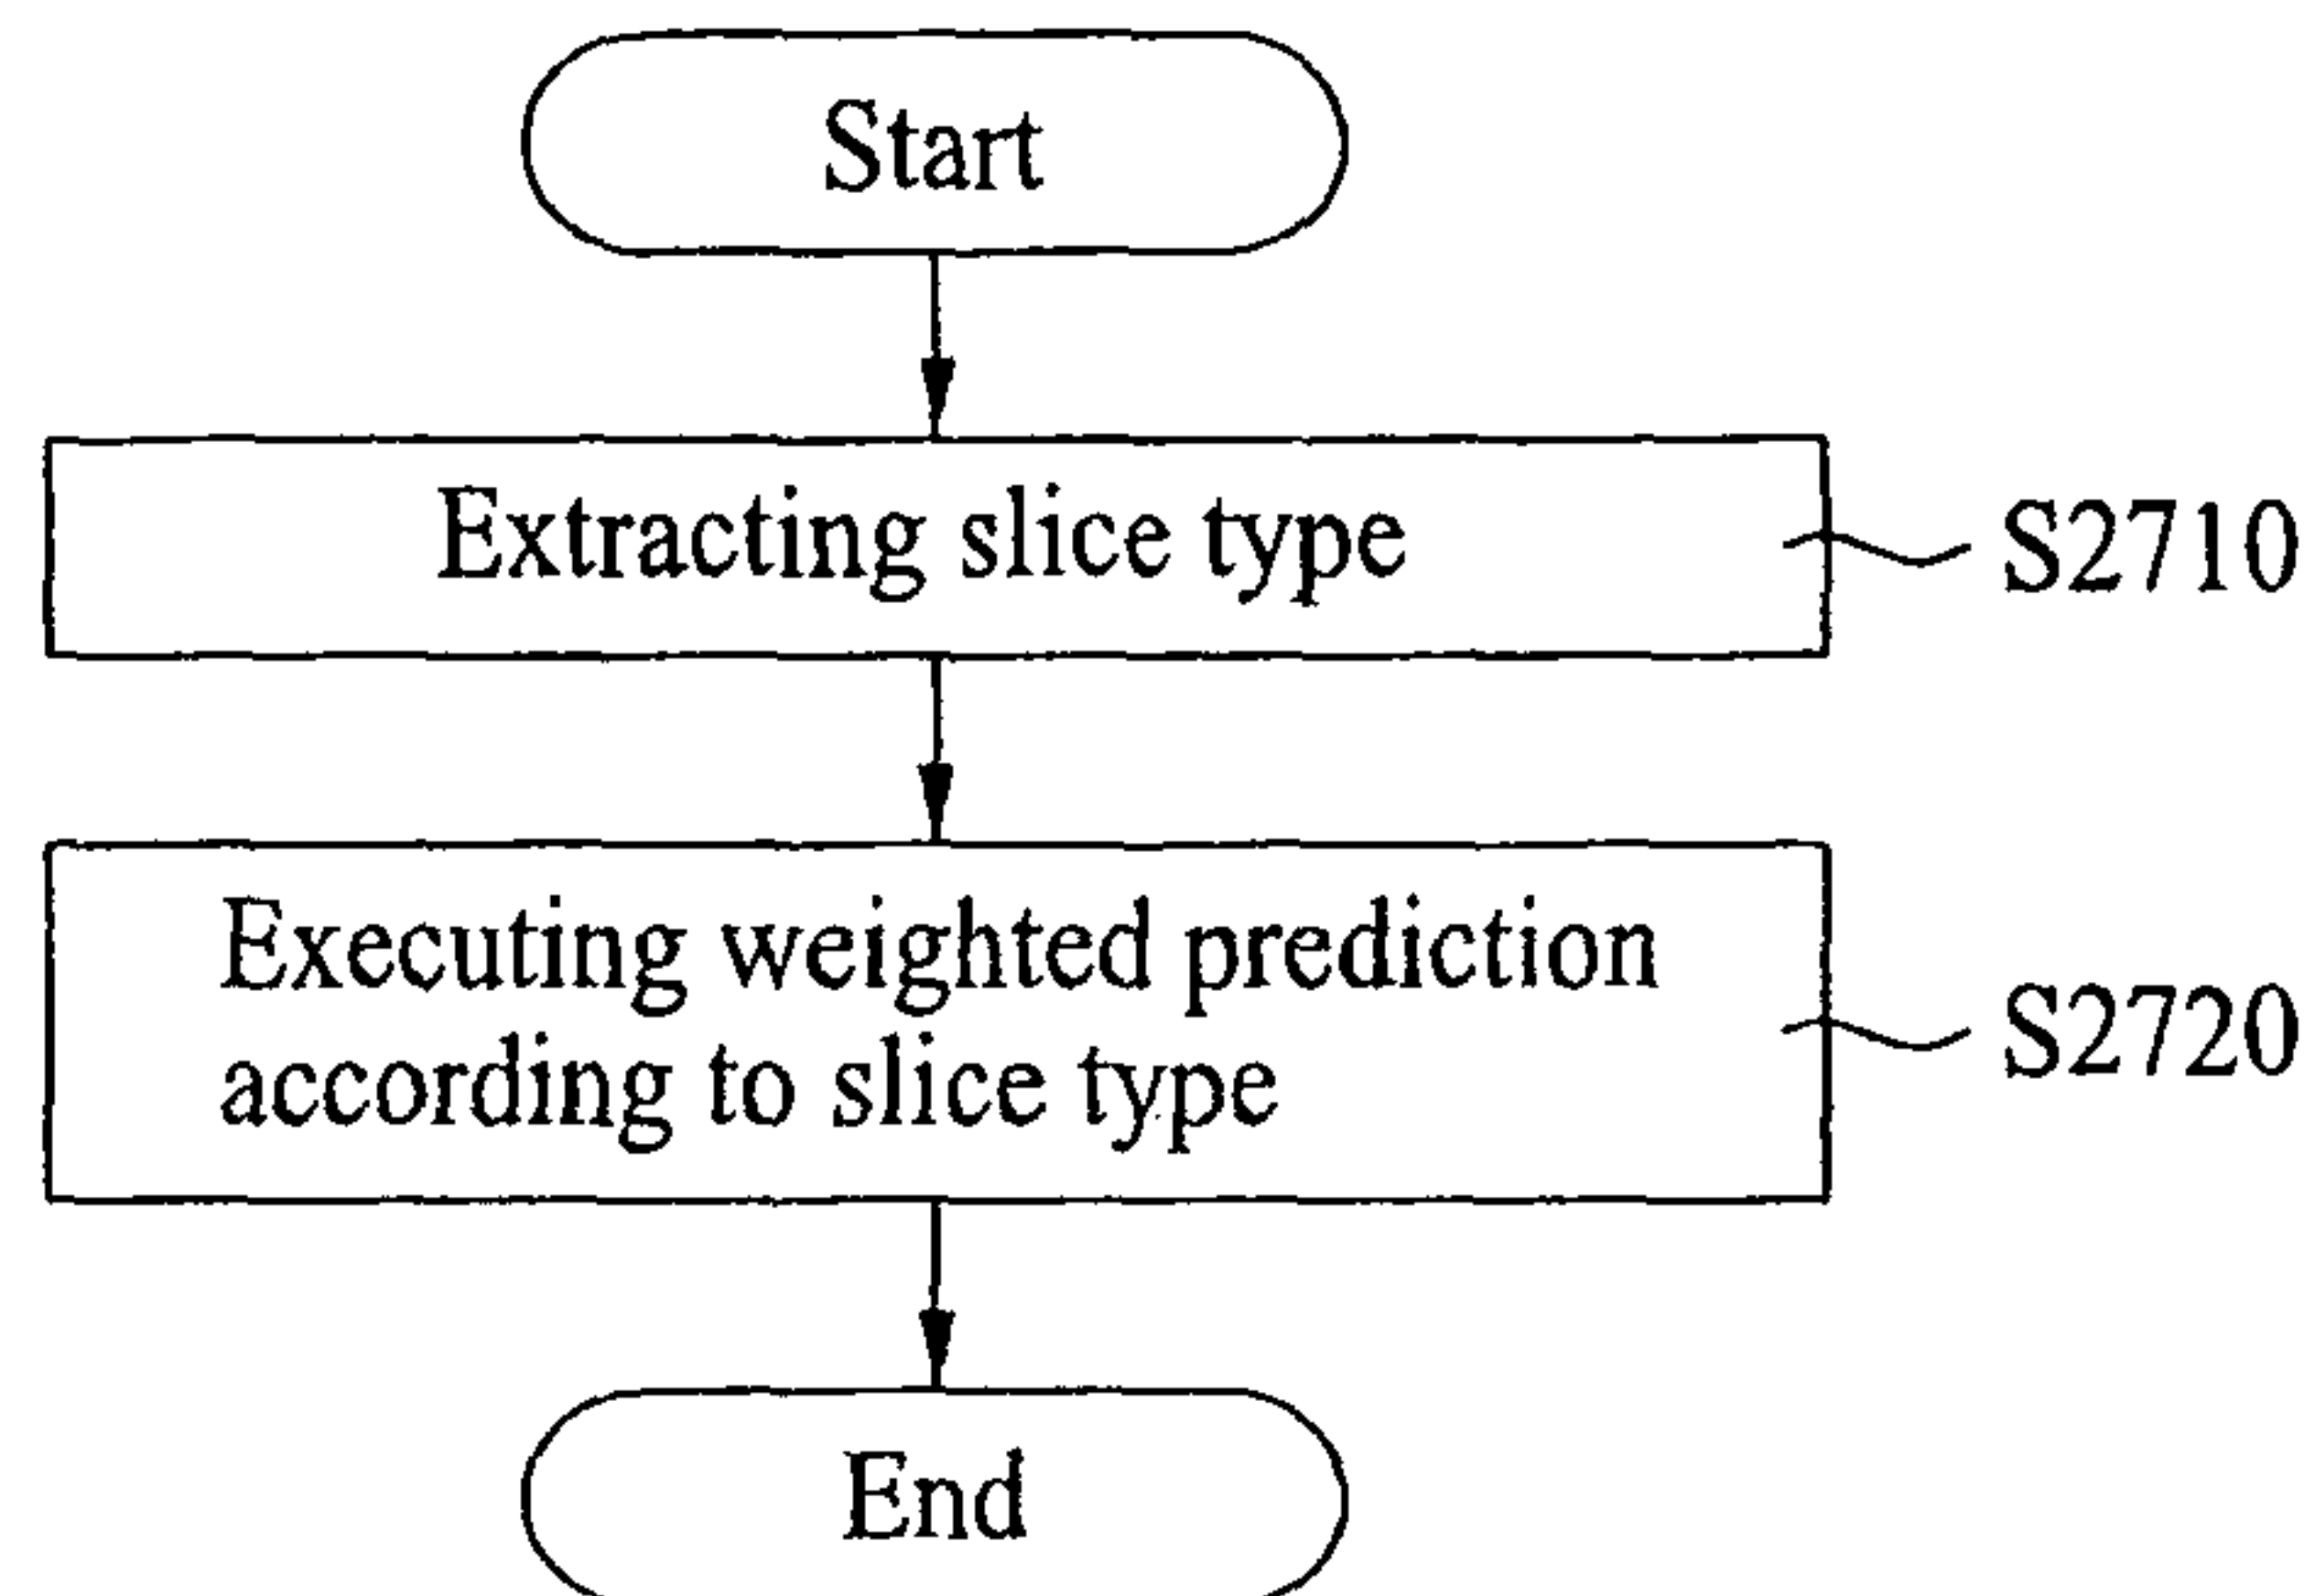 Start
Extracting slice type
S2710
Executing weighted prediction
according to slice type
S2720
End